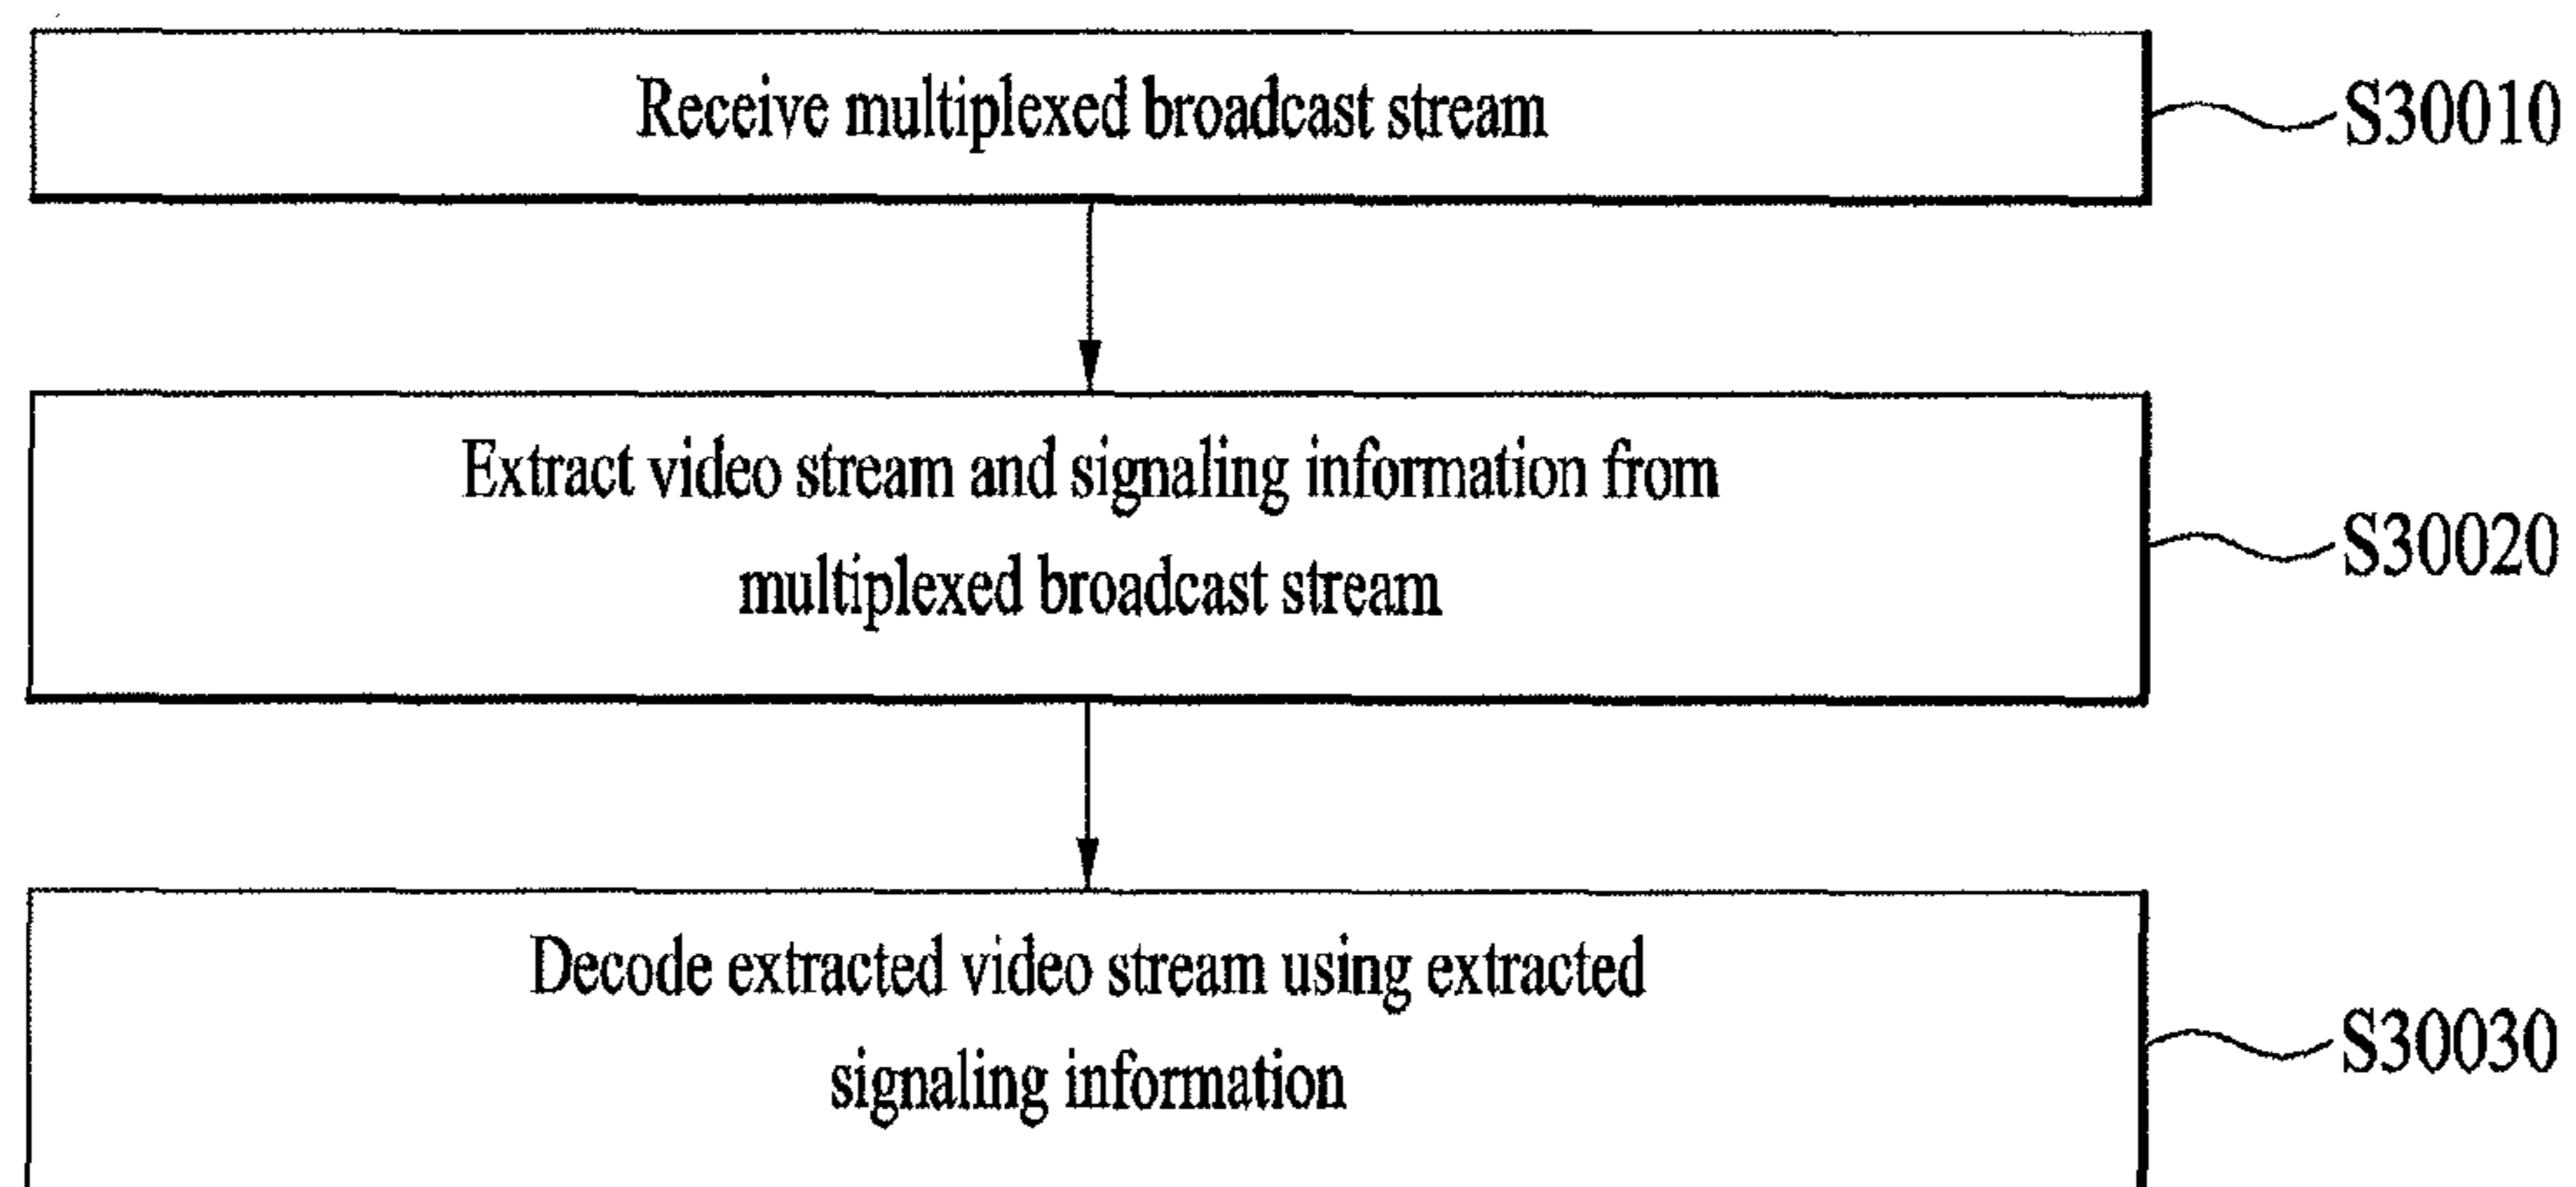 Receive multiplexed broadcast stream
S30010
Extract video stream and signaling information from
multiplexed broadcast stream
S30020
Decode extracted video stream using extracted
signaling information
S30030